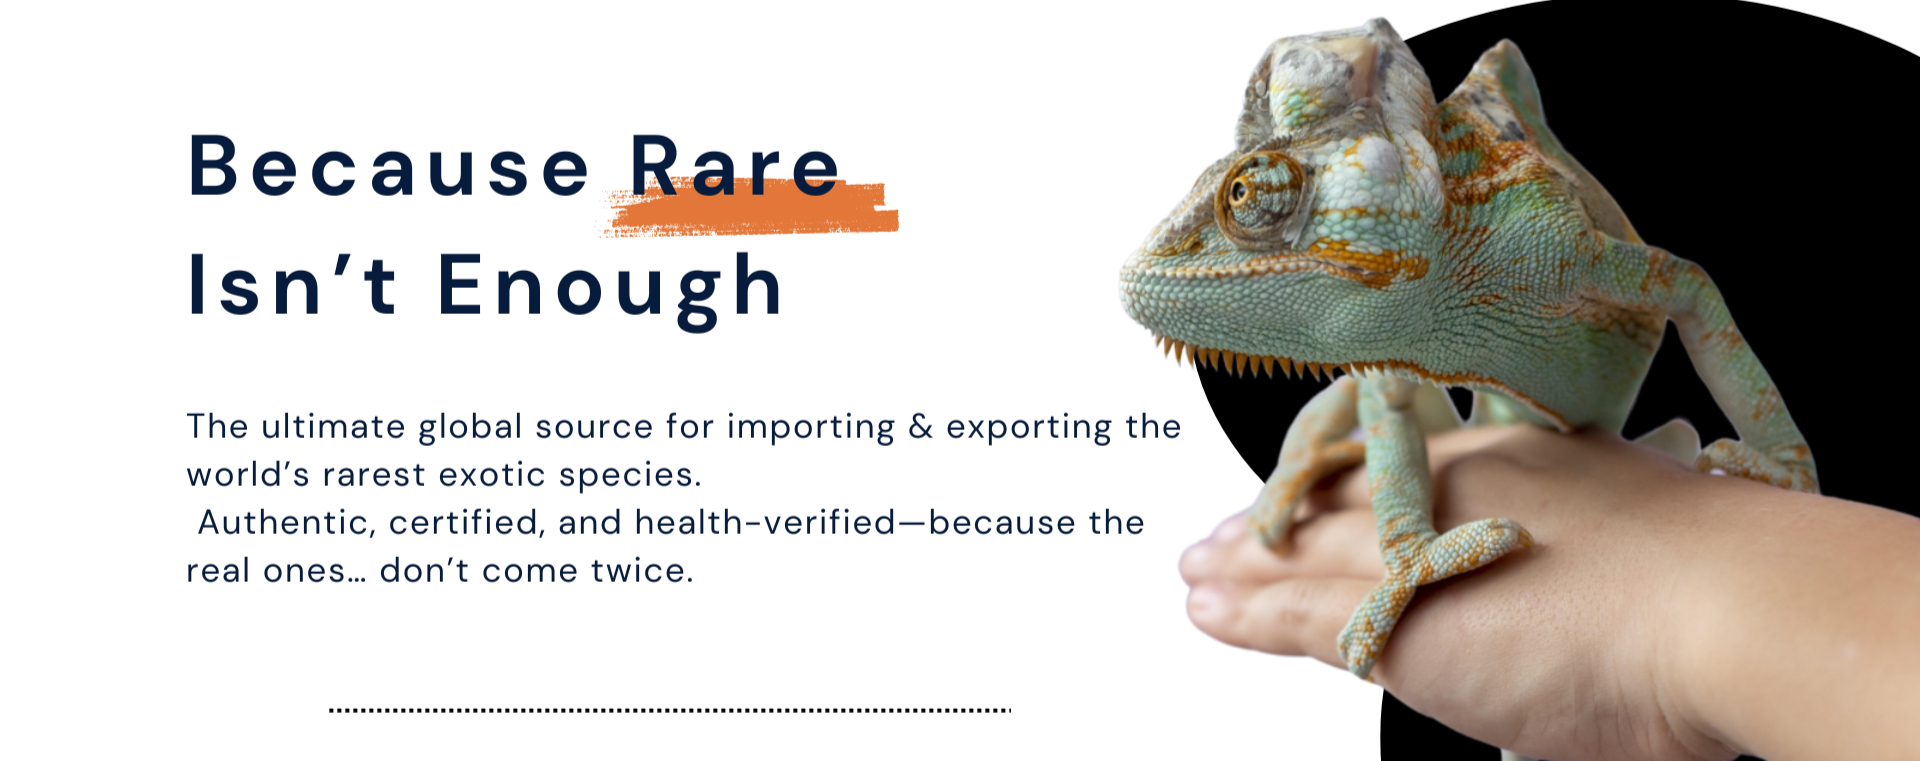 Because Rare
Isn’t Enough
The ultimate global source for importing & exporting the
world’s rarest exotic species.
Authentic, certified, and health-verified—because the
real ones… don’t come twice.